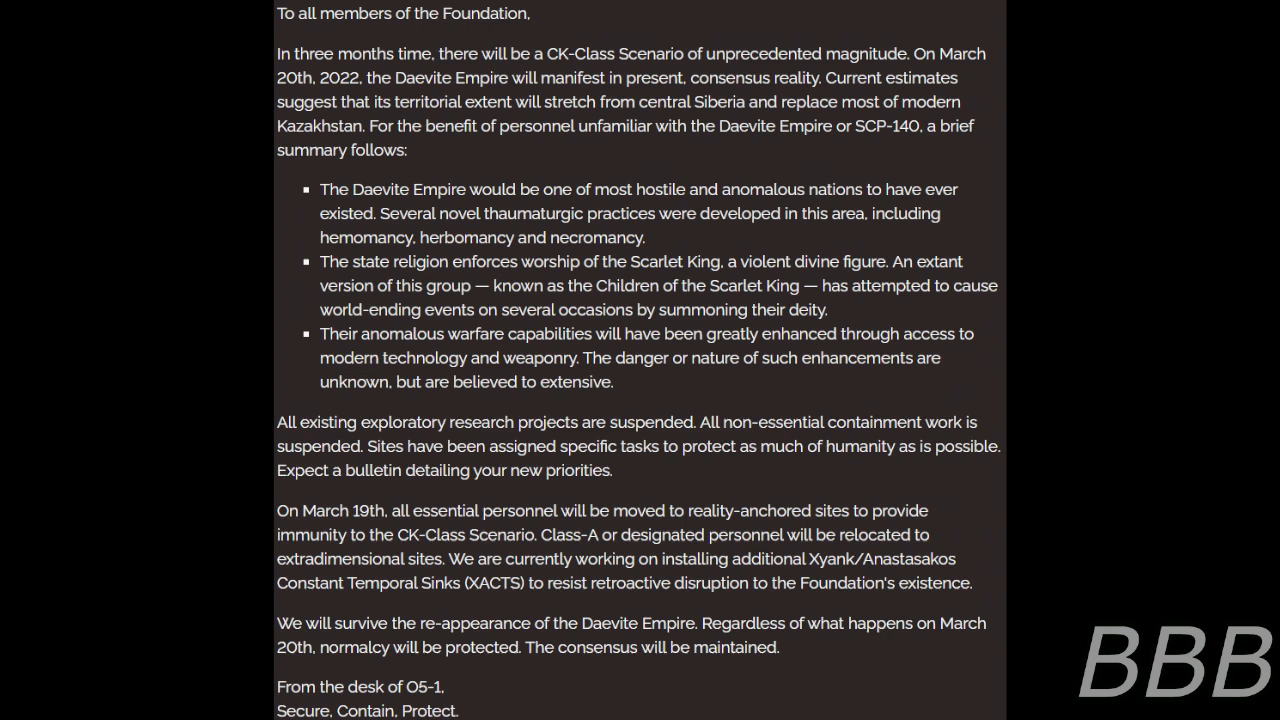 To all members of the Foundation,
In three months time, there will be a CK-Class Scenario of unprecedented magnitude. On March
20th, 2022, the Daevite Empire will manifest in present, consensus reality. Current estimates
suggest that its territorial extent will stretch from central Siberia and replace most of modern
Kazakhstan. For the benefit of personnel unfamiliar with the Daevite Empire or SCP-140, a brief
summary follows:
▪ The Daevite Empire would be one of most hostile and anomalous nations to have ever
existed. Several novel thaumaturgic practices were developed in this area, including
hemomancy, herbomancy and necromancy.
▪ The state religion enforces worship of the Scarlet King, a violent divine figure. An extant
version of this group — known as the Children of the Scarlet King — has attempted to cause
world-ending events on several occasions by summoning their deity.
▪ Their anomalous warfare capabilities will have been greatly enhanced through access to
modern technology and weaponry. The danger or nature of such enhancements are
unknown, but are believed to extensive.
All existing exploratory research projects are suspended. All non-essential containment work is
suspended. Sites have been assigned specific tasks to protect as much of humanity as is possible.
Expect a bulletin detailing your new priorities.
On March 19th, all essential personnel will be moved to reality-anchored sites to provide
immunity to the CK-Class Scenario. Class-A or designated personnel will be relocated to
extradimensional sites. We are currently working on installing additional Xyank/Anastasakos
Constant Temporal Sinks (XACTS) to resist retroactive disruption to the Foundation's existence.
We will survive the re-appearance of the Daevite Empire. Regardless of what happens on March
20th, normalcy will be protected. The consensus will be maintained.
From the desk of O5-1,
Secure, Contain, Protect.
BBB